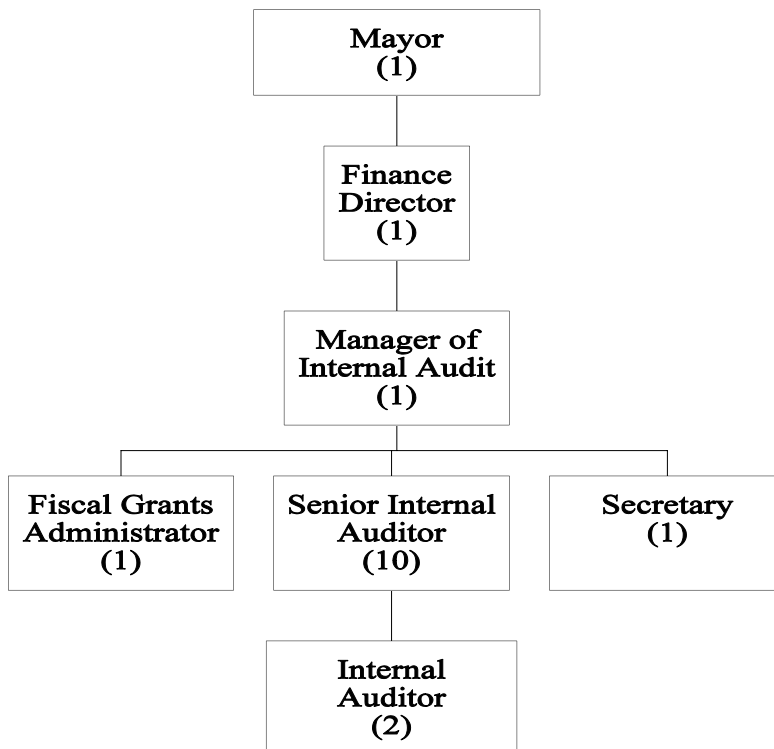 Mayor
(1)
Finance
Director
(1)
Manager of
Internal Audit
(1)
Fiscal Grants
Administrator
(1)
Senior Internal
Auditor
(10)
Secretary
(1)
Internal
Auditor
(2)